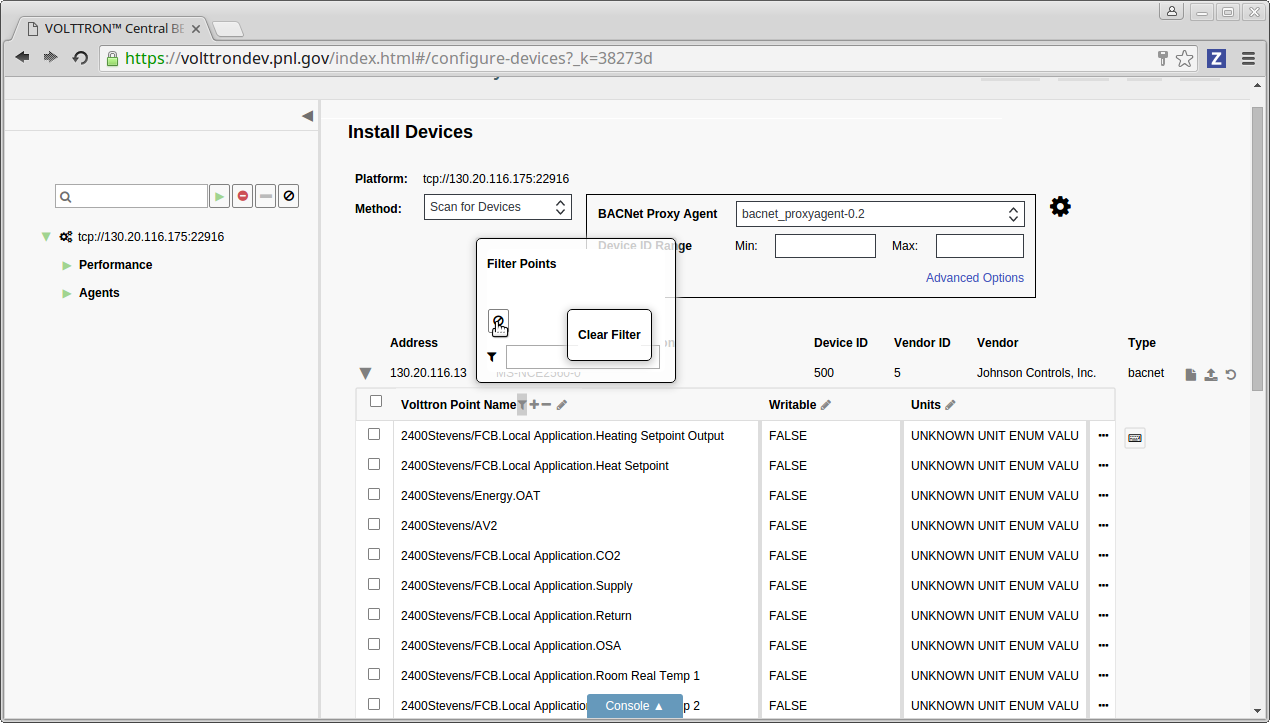 VOLTTRON™ Central BE
https://volttrondev.pnl.gov/index.html#/configure-devices?_k=38273d
Z
Install Devices
Platform: tcp://130.20.116.175:22916
Method: Scan for Devices
BACNet Proxy Agent bacnet_proxyagent-0.2
Device ID Range Min: Max:
Advanced Options
tcp://130.20.116.175:22916
Performance
Agents
Filter Points
Clear Filter
Address Device ID Vendor ID Vendor Type
130.20.116.13 MS-NCE2560-0 500 5 Johnson Controls, Inc. bacnet
Volttron Point Name Writable Units
2400Stevens/FCB.Local Application.Heating Setpoint Output FALSE UNKNOWN UNIT ENUM VALU
2400Stevens/FCB.Local Application.Heat Setpoint FALSE UNKNOWN UNIT ENUM VALU
2400Stevens/Energy.OAT FALSE UNKNOWN UNIT ENUM VALU
2400Stevens/AV2 FALSE UNKNOWN UNIT ENUM VALU
2400Stevens/FCB.Local Application.CO2 FALSE UNKNOWN UNIT ENUM VALU
2400Stevens/FCB.Local Application.Supply FALSE UNKNOWN UNIT ENUM VALU
2400Stevens/FCB.Local Application.Return FALSE UNKNOWN UNIT ENUM VALU
2400Stevens/FCB.Local Application.OSA FALSE UNKNOWN UNIT ENUM VALU
2400Stevens/FCB.Local Application.Room Real Temp 1 FALSE UNKNOWN UNIT ENUM VALU
2400Stevens/FCB.Local Applicatio p 2 FALSE UNKNOWN UNIT ENUM VALU
Console ▲